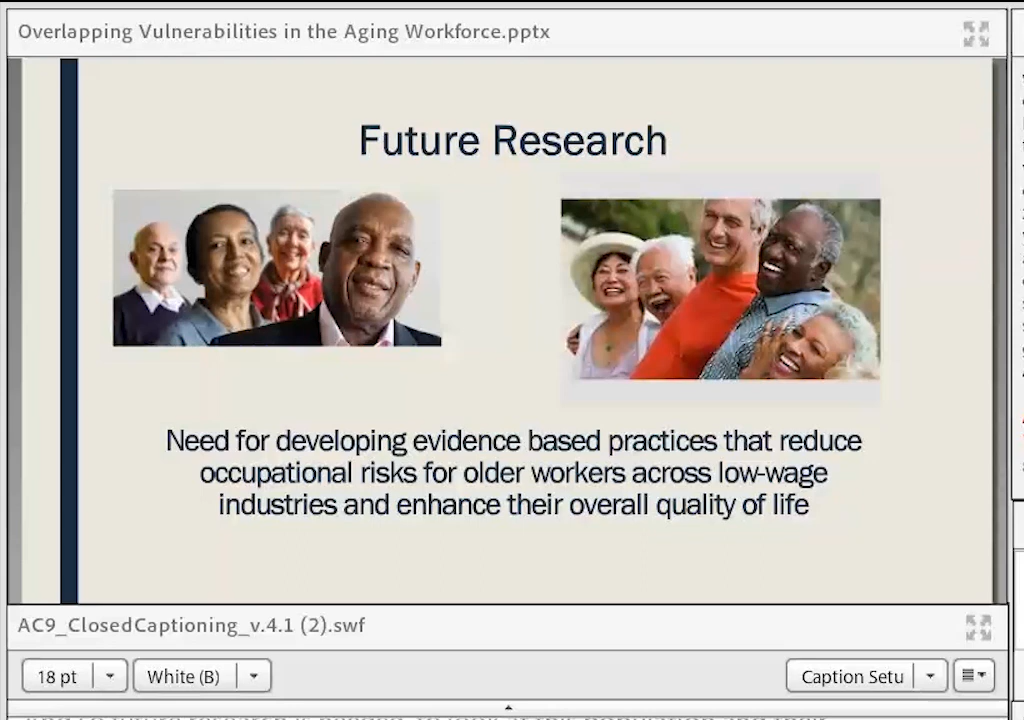 Overlapping Vulnerabilities in the Aging Workforce.pptx
Future Research
Need for developing evidence based practices that reduce
occupational risks for older workers across low-wage
industries and enhance their overall quality of life
AC9_ClosedCaptioning_v.4.1 (2).swf
18 pt
White (B)
Caption Setu